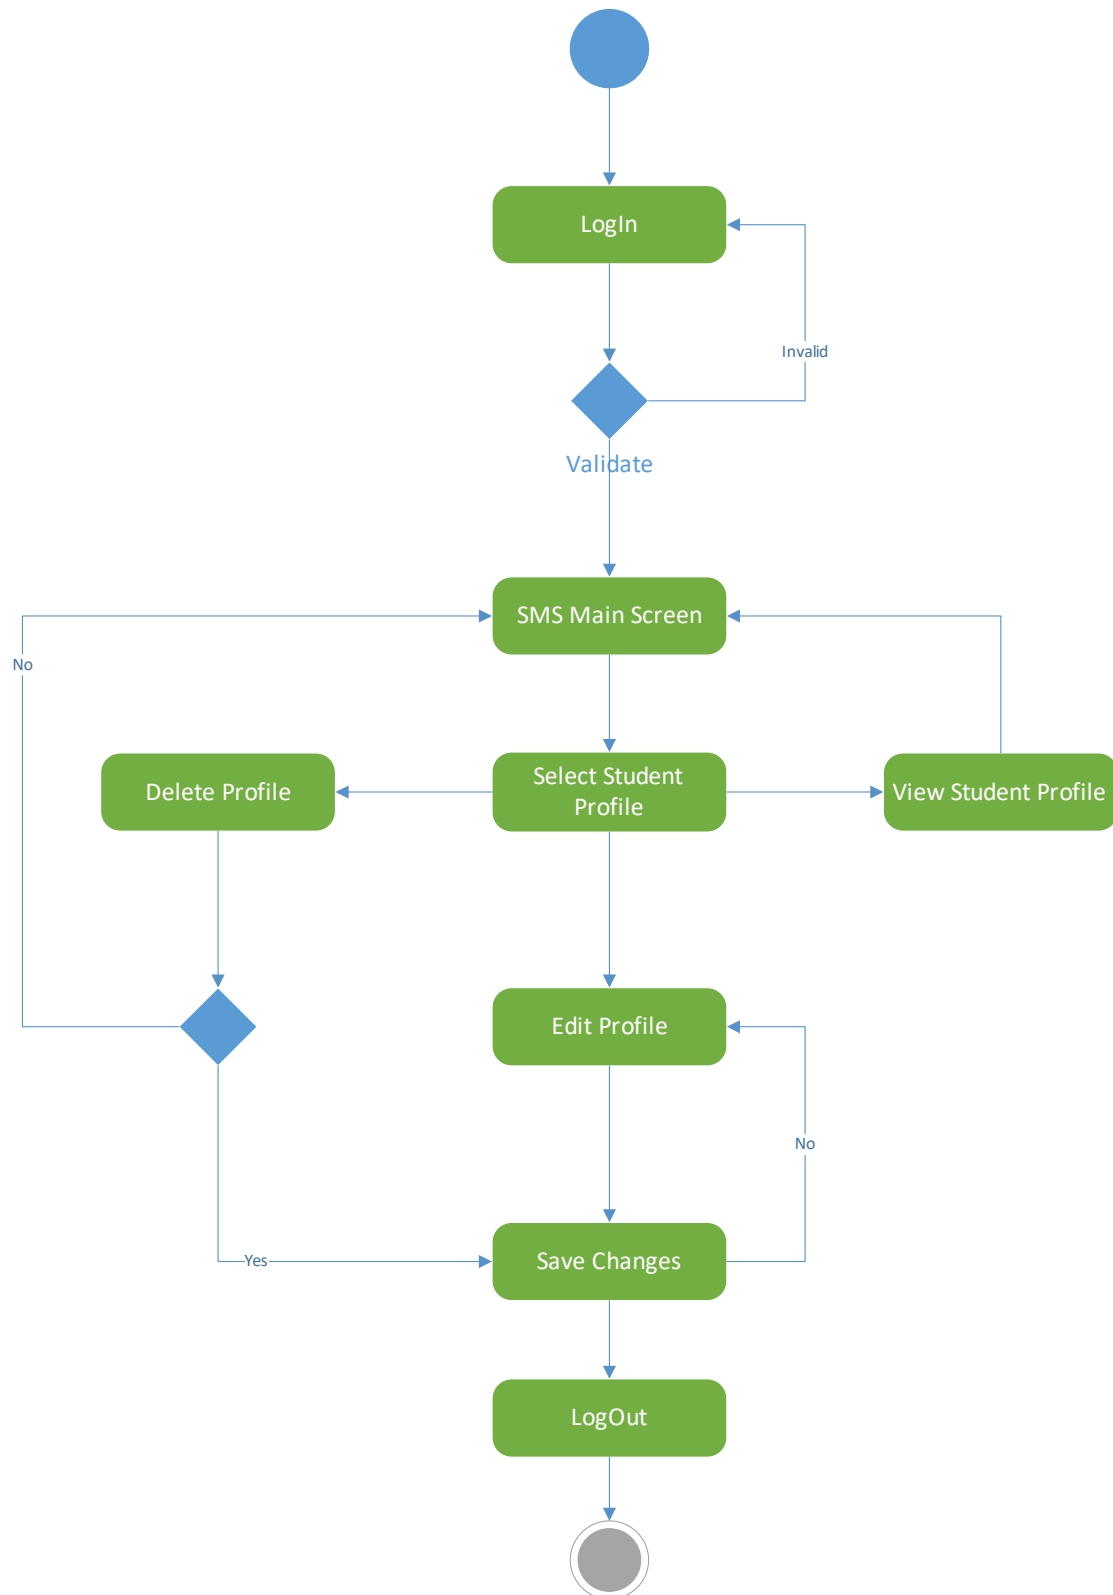 LogIn
Invalid
Validate
SMS Main Screen
No
Delete Profile
Select Student
Profile
View Student Profile
Edit Profile
No
Save Changes
Yes
LogOut